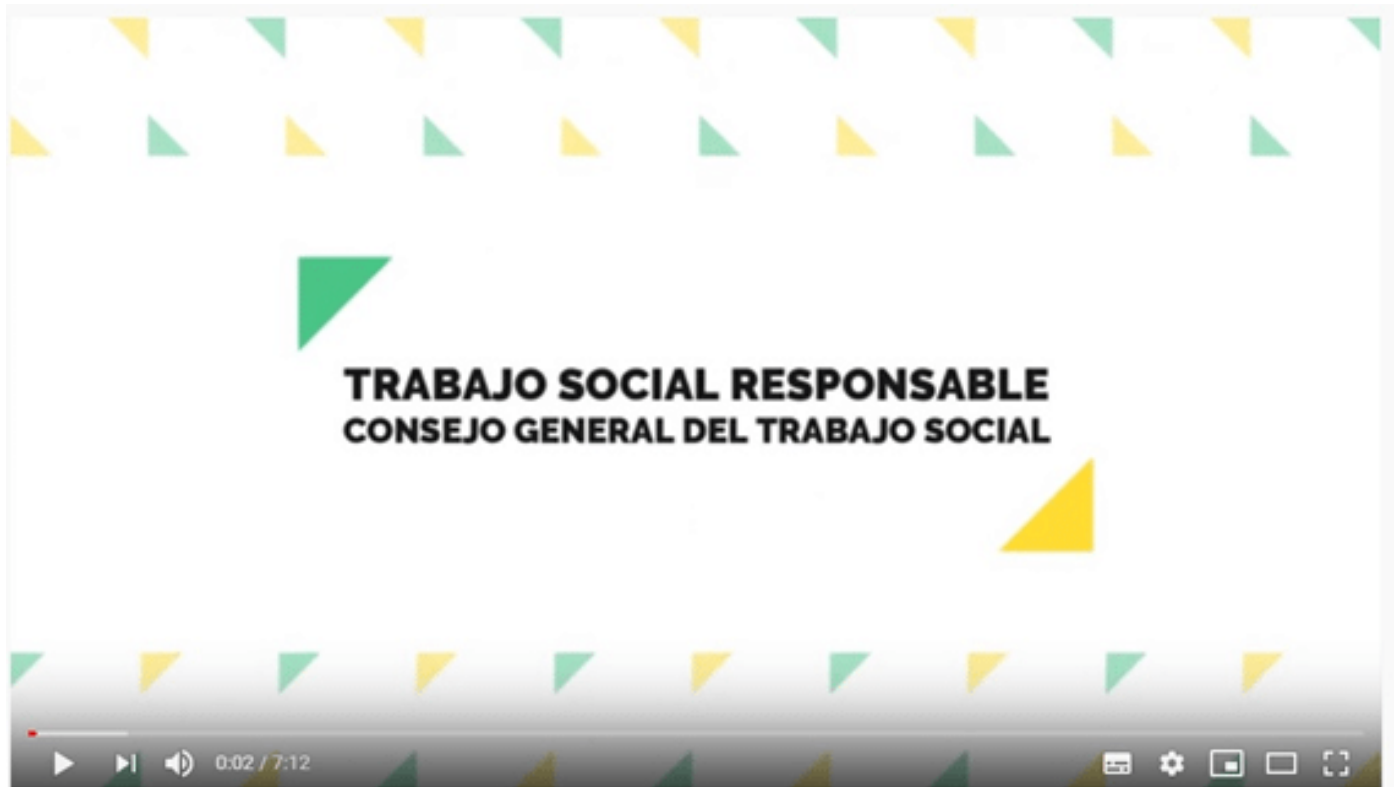 TRABAJO SOCIAL RESPONSABLE
CONSEJO GENERAL DEL TRABAJO SOCIAL
0:02 / 7:12